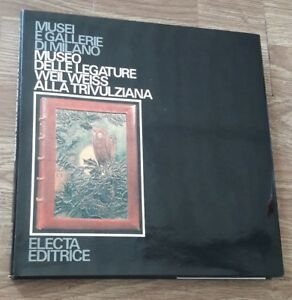 MUSEI
E GALLERIE
DI MILANO
MUSEO
DELLE LEGATURE
WEIL WEISS
ALLA TRIVULZIANA
ELECTA
EDITRICE